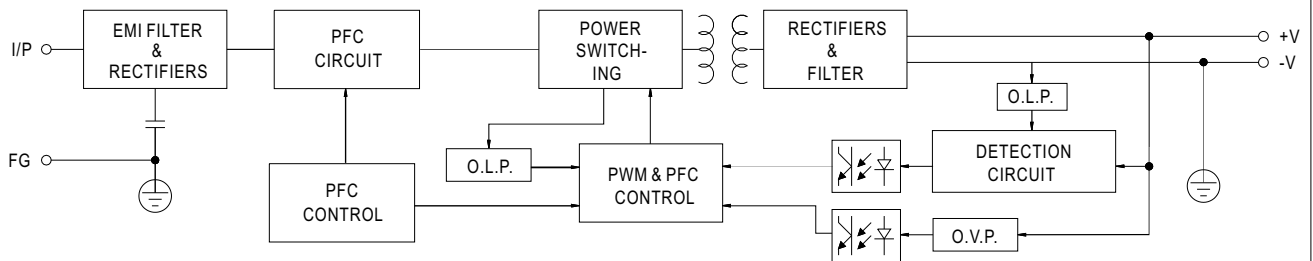 I/P
EMI FILTER
&
RECTIFIERS
PFC
CIRCUIT
POWER
SWITCH-
ING
RECTIFIERS
&
FILTER
+V
-V
O.L.P.
FG
O.L.P.
PFC
CONTROL
PWM & PFC
CONTROL
DETECTION
CIRCUIT
O.V.P.